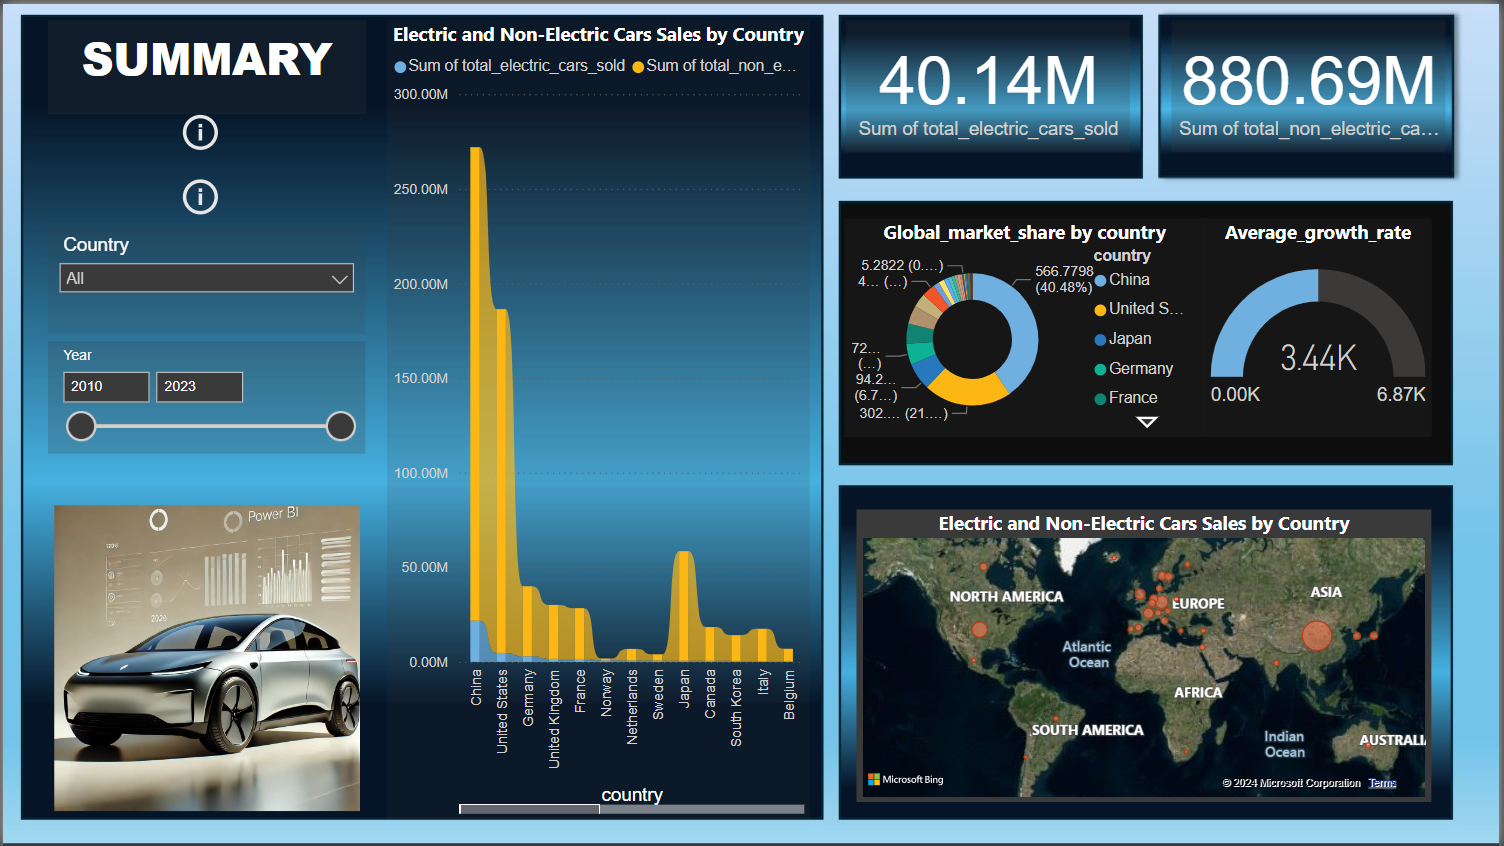 SUMMARY
Country
All
Year
2010 2023
Power BI
2020
Electric and Non-Electric Cars Sales by Country
Sum of total_electric_cars_sold Sum of total_non_e...
300.00M
250.00M
200.00M
150.00M
100.00M
50.00M
0.00M
China
United States
Germany
United Kingdom
France
Norway
Netherlands
Sweden
Japan
Canada
South Korea
Italy
Belgium
country
40.14M
Sum of total_electric_cars_sold
880.69M
Sum of total_non_electric_ca...
Global_market_share by country
country
China
United S...
Japan
Germany
France
5.2822 (0....)
4... (...)
72...
(...)
94.2...
(6.7...)
302.... (21....)
566.7798
(40.48%)
Average_growth_rate
3.44K
0.00K 6.87K
Electric and Non-Electric Cars Sales by Country
NORTH AMERICA
EUROPE
ASIA
Atlantic
Ocean
AFRICA
SOUTH AMERICA
Indian
Ocean
AUSTRALI
Microsoft Bing
© 2024 Microsoft Corporation Terms